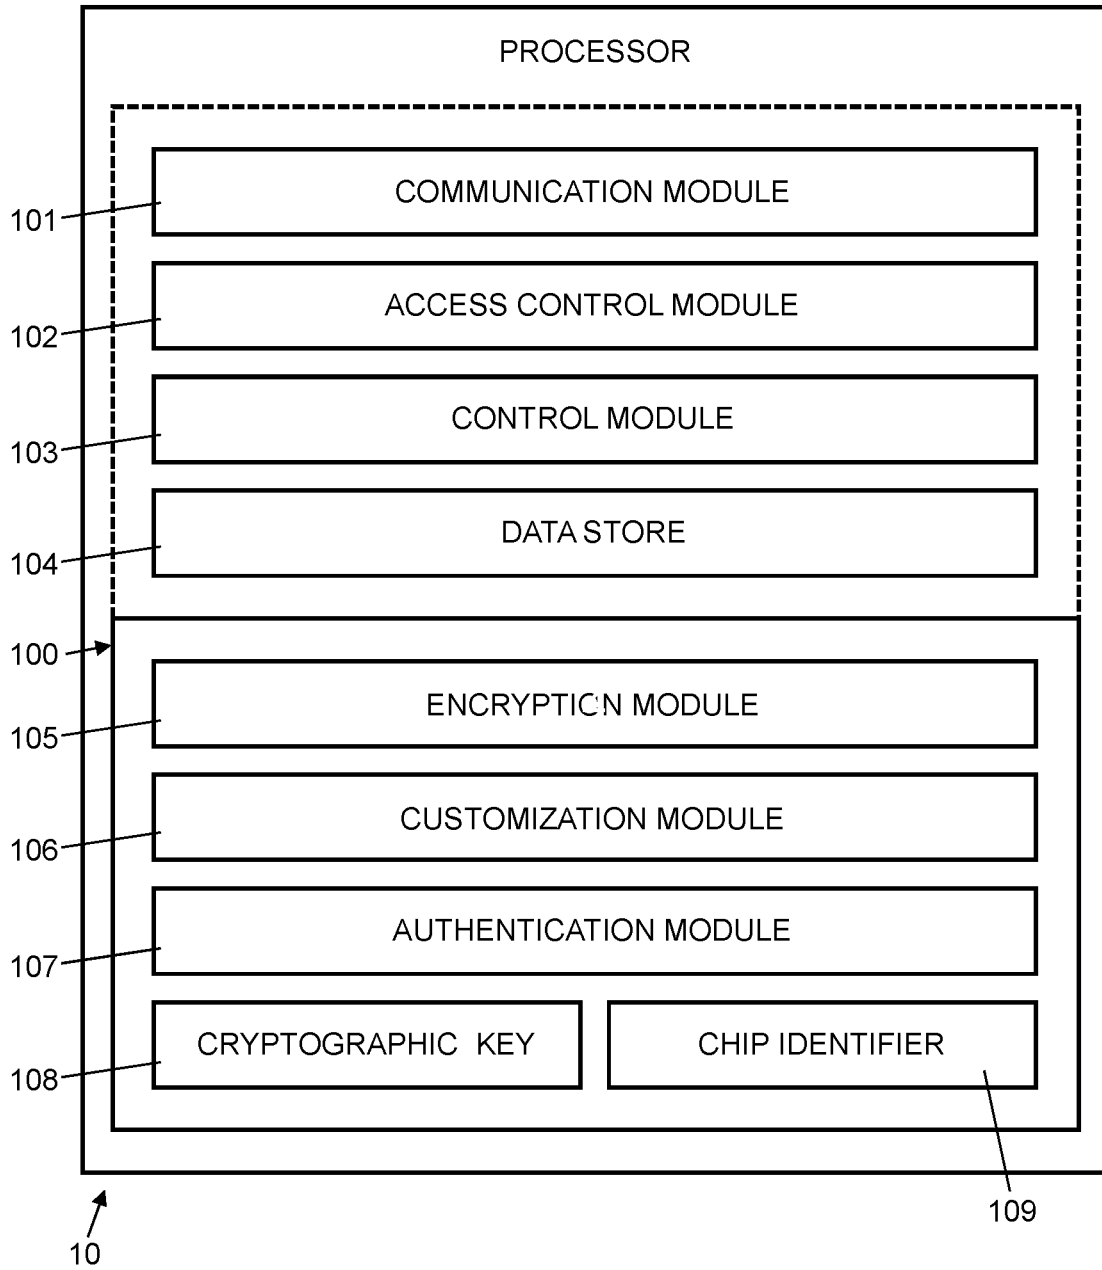 PROCESSOR
COMMUNICATION MODULE
101
ACCESS CONTROL MODULE
102
CONTROL MODULE
103
DATA STORE
104
100
ENCRYPTION MODULE
105
CUSTOMIZATION MODULE
106
AUTHENTICATION MODULE
107
CRYPTOGRAPHIC KEY
CHIP IDENTIFIER
108
109
10